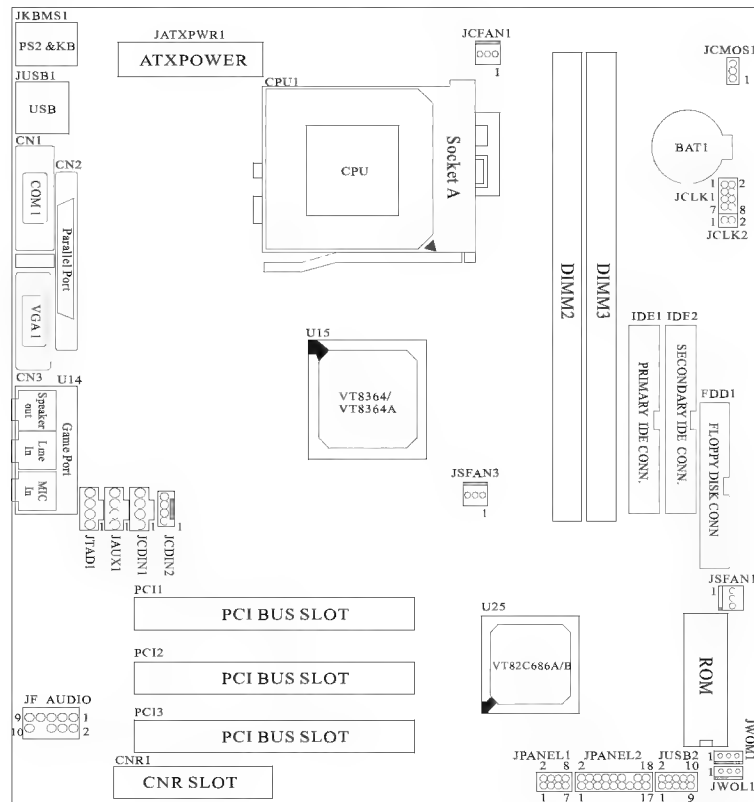 JKBMS1
PS2 &KB
JATXPWR1
ATXPOWER
JCFAN1
1
JCMOS1
1
JUSB1
USB
CPU1
CPU
Socket A
CN1
COM1
CN2
Parallel Port
VGA1
BAT1
1 2
JCLK1
7 8
1 2
JCLK2
DIMM2
DIMM3
U15
VT8364/
VT8364A
IDE1 IDE2
PRIMARY IDE CONN.
SECONDARY IDE CONN.
FDD1
FLOPPY DISK CONN
CN3
U14
Speaker
out
Line
In
MIC
In
Game Port
JSFAN3
1
1 1 1 1
JTAD1
JAUX1
JCDIN1
JCDIN2
JSFAN1
1
PCI1
PCI BUS SLOT
U25
VT82C686A/B
ROM
PCI2
PCI BUS SLOT
JF AUDIO
9 1
10 2
PCI3
PCI BUS SLOT
CNR1
CNR SLOT
JPANEL1 JPANEL2 JUSB2
2 8 2 18 2 10
1 7 1 17 1 9
JWOM1
1
1
JWOL1